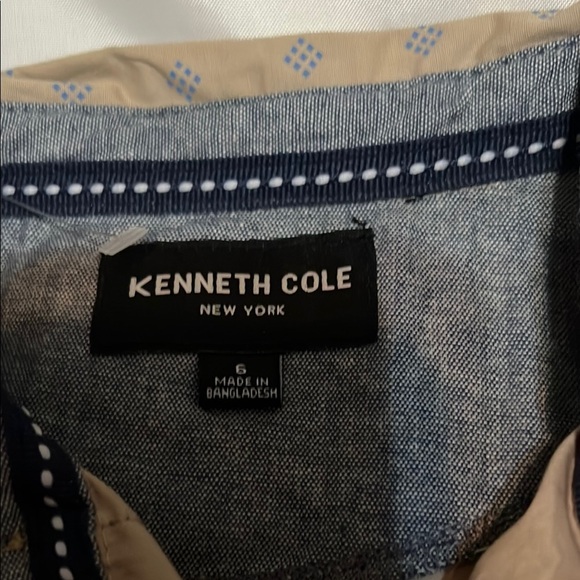 KENNETH COLE
NEW YORK
6
MADE IN
BANGLADESH